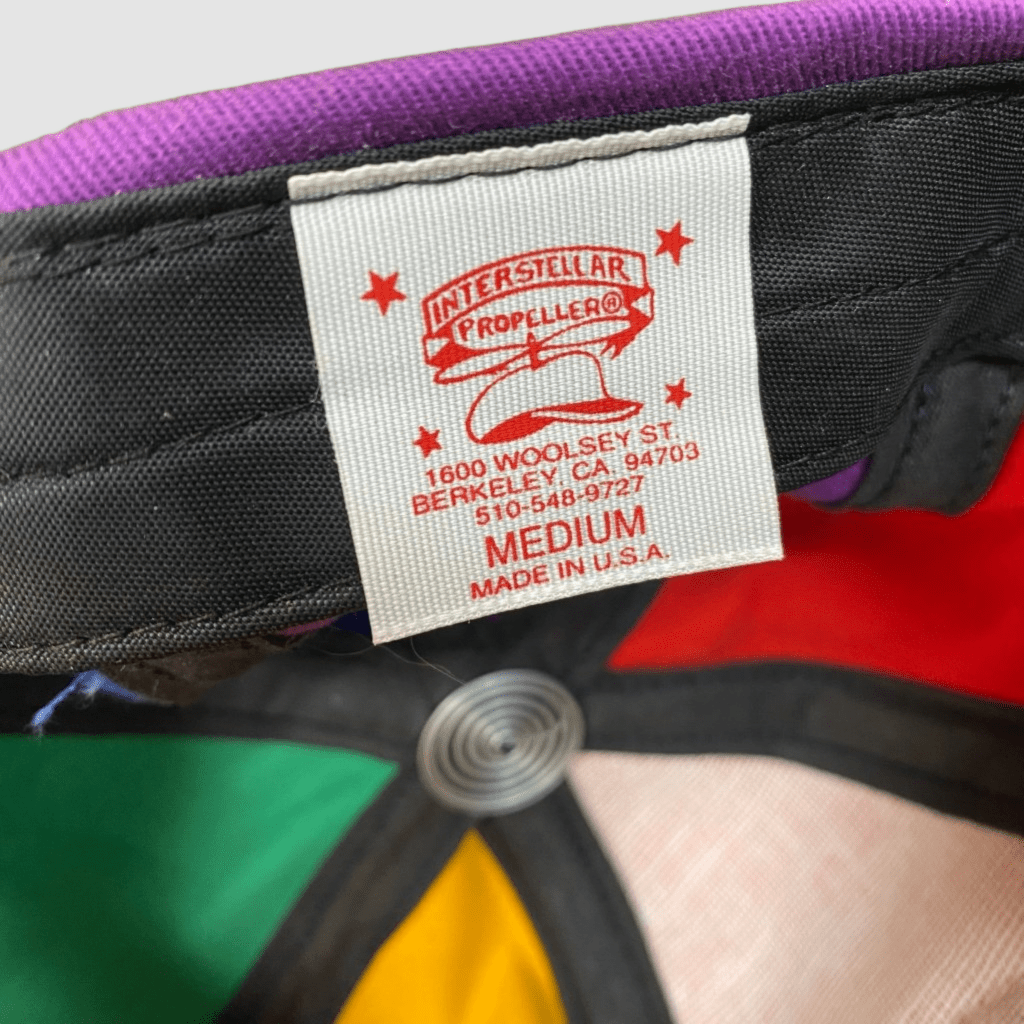 INTERSTELLAR
PROPELLER®
1600 WOOLSEY ST.
BERKELEY, CA. 94703
510-548-9727
MEDIUM
MADE IN U.S.A.